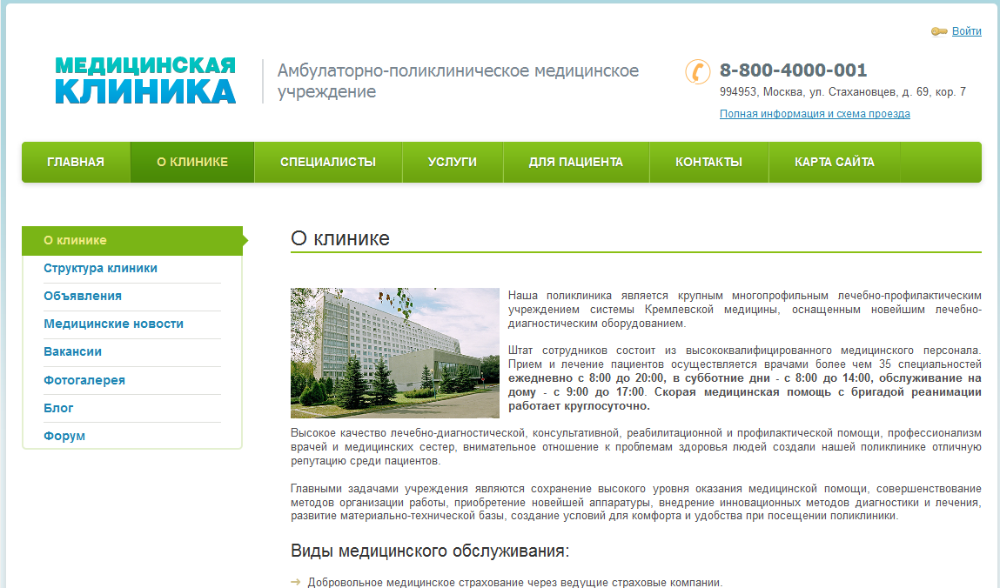 Войти
МЕДИЦИНСКАЯ
КЛИНИКА
Амбулаторно-поликлиническое медицинское
учреждение
8-800-4000-001
994953, Москва, ул. Стахановцев, д. 69, кор. 7
Полная информация и схема проезда
ГЛАВНАЯ О КЛИНИКЕ СПЕЦИАЛИСТЫ УСЛУГИ ДЛЯ ПАЦИЕНТА КОНТАКТЫ КАРТА САЙТА
О клинике
Структура клиники
Объявления
Медицинские новости
Вакансии
Фотогалерея
Блог
Форум
О клинике
Наша поликлиника является крупным многопрофильным лечебно-профилактическим
учреждением системы Кремлевской медицины, оснащенным новейшим лечебно-
диагностическим оборудованием.
Штат сотрудников состоит из высококвалифицированного медицинского персонала.
Прием и лечение пациентов осуществляется врачами более чем 35 специальностей
ежедневно с 8:00 до 20:00, в субботние дни - с 8:00 до 14:00, обслуживание на
дому - с 9:00 до 17:00. Скорая медицинская помощь с бригадой реанимации
работает круглосуточно.
Высокое качество лечебно-диагностической, консультативной, реабилитационной и профилактической помощи, профессионализм
врачей и медицинских сестер, внимательное отношение к проблемам здоровья людей создали нашей поликлинике отличную
репутацию среди пациентов.
Главными задачами учреждения являются сохранение высокого уровня оказания медицинской помощи, совершенствование
методов организации работы, приобретение новейшей аппаратуры, внедрение инновационных методов диагностики и лечения,
развитие материально-технической базы, создание условий для комфорта и удобства при посещении поликлиники.
Виды медицинского обслуживания:
Добровольное медицинское страхование через ведущие страховые компании.